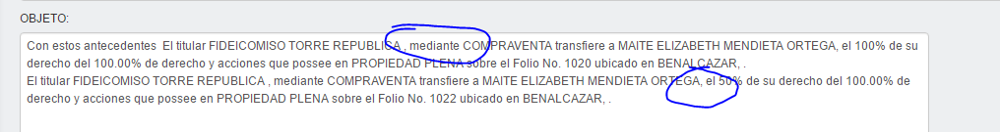 OBJETO:
Con estos antecedentes El titular FIDEICOMISO TORRE REPUBLICA , mediante COMPRAVENTA transfiere a MAITE ELIZABETH MENDIETA ORTEGA, el 100% de su
derecho del 100.00% de derecho y acciones que possee en PROPIEDAD PLENA sobre el Folio No. 1020 ubicado en BENALCAZAR, .
El titular FIDEICOMISO TORRE REPUBLICA , mediante COMPRAVENTA transfiere a MAITE ELIZABETH MENDIETA ORTEGA, el 50% de su derecho del 100.00% de
derecho y acciones que possee en PROPIEDAD PLENA sobre el Folio No. 1022 ubicado en BENALCAZAR, .